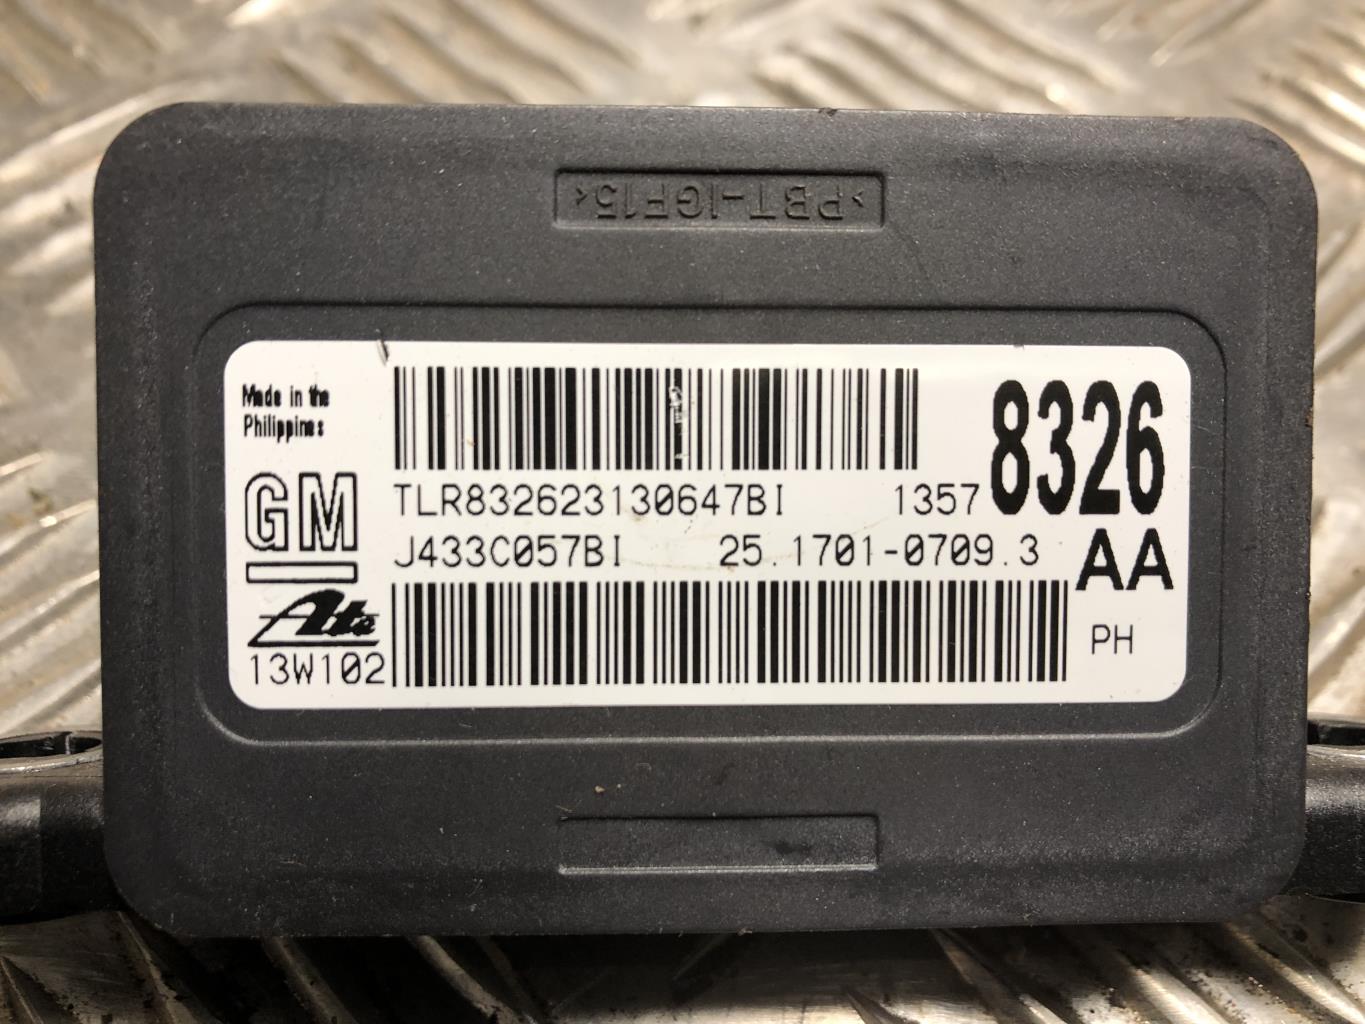 >PBT-IGF15<
Made in the
Philippines
GM
TLR832623130647BI 1357 8326
J433C057BI 25.1701-0709.3 AA
Ate
13W102
PH